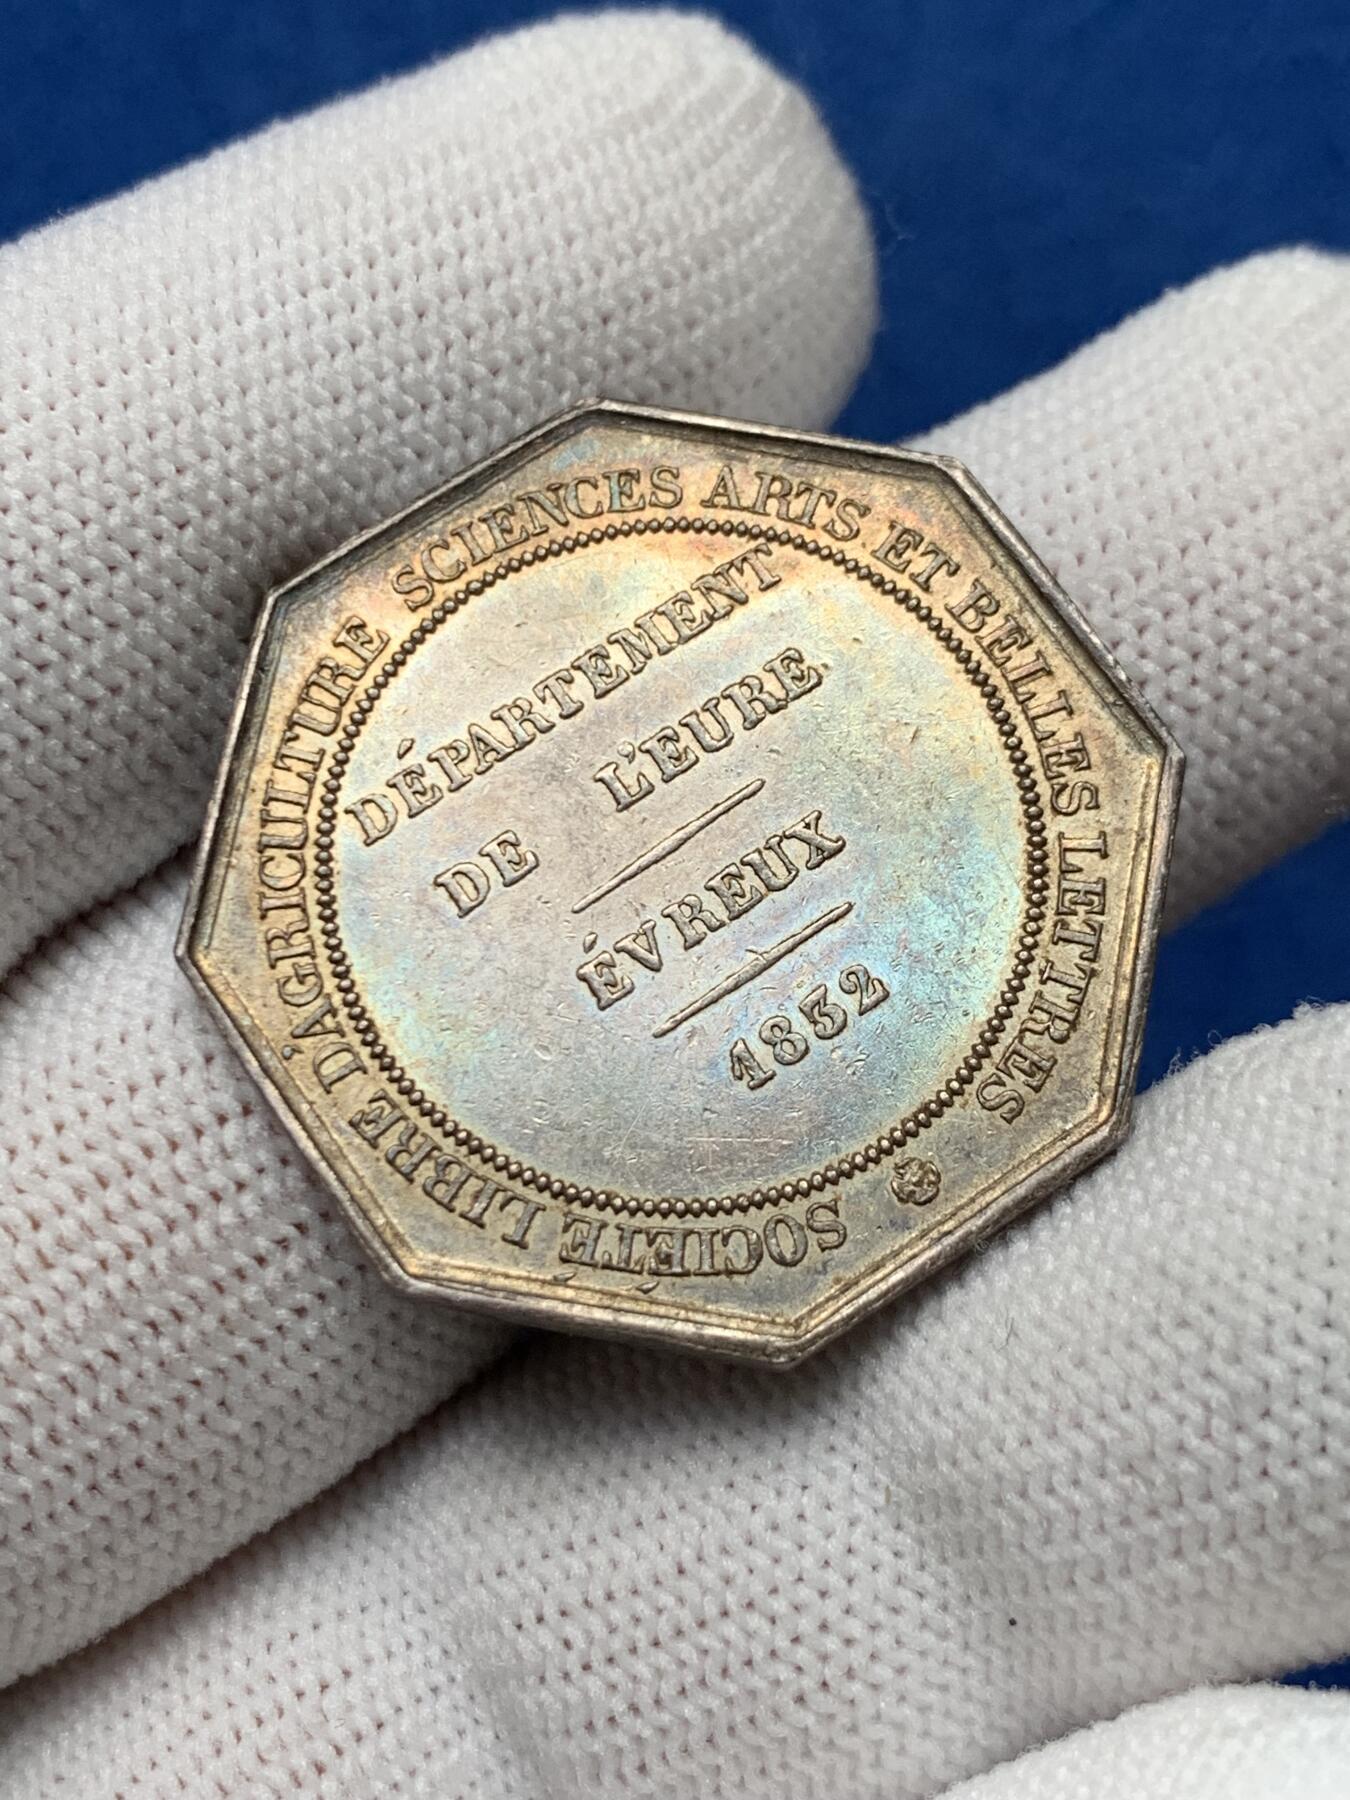 SOCIÉTÉ LIBRE D'AGRICULTURE SCIENCES ARTS ET BELLES LETTRES
DÉPARTEMENT
DE L'EURE
ÉVREUX
1832